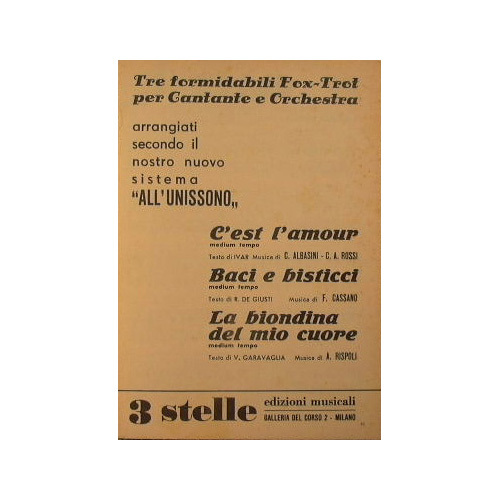 Tre formidabili Fox-Trot
per Cantante e Orchestra
arrangiati
secondo il
nostro nuovo
sistema
"ALL'UNISSONO„
C'est l'amour
medium tempo
Testo di IVAR Musica di C. ALBASINI - C. A. ROSSI
Baci e bisticci
medium tempo
Testo di R. DE GIUSTI Musica di F. CASSANO
La biondina
del mio cuore
medium tempo
Testo di V. GARAVAGLIA Musica di A. RISPOLI
3 stelle edizioni musicali
GALLERIA DEL CORSO 2 - MILANO